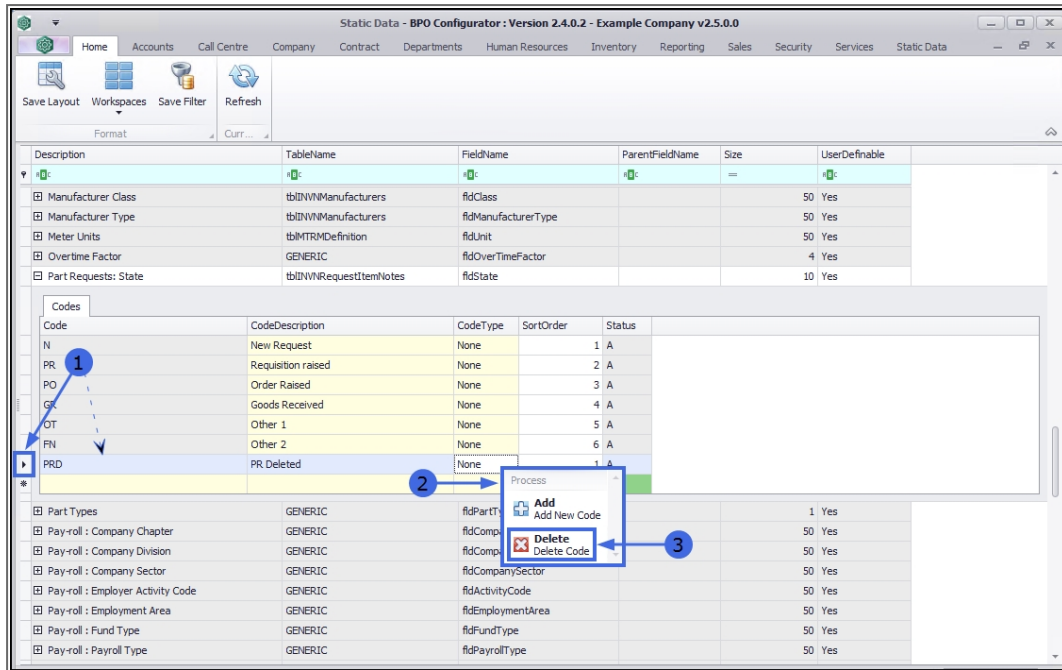 Static Data - BPO Configurator : Version 2.4.0.2 - Example Company v2.5.0.0
Home Accounts Call Centre Company Contract Departments Human Resources Inventory Reporting Sales Security Services Static Data
Save Layout Workspaces Save Filter Refresh
Format Curr...
Description TableName FieldName ParentFieldName Size UserDefinable
Manufacturer Class tblINVNManufacturers fldClass 50 Yes
Manufacturer Type tblINVNManufacturers fldManufacturerType 50 Yes
Meter Units tblMTRMDefinition fldUnit 50 Yes
Overtime Factor GENERIC fldOverTimeFactor 4 Yes
Part Requests: State tblINVNRequestItemNotes fldState 10 Yes
Codes
Code CodeDescription CodeType SortOrder Status
N New Request None 1 A
PR Requisition raised None 2 A
1
PO Order Raised None 3 A
GR Goods Received None 4 A
OT Other 1 None 5 A
FN Other 2 None 6 A
PRD PR Deleted None 1 A
2
Process
Add
Add New Code
Delete
Delete Code
3
Part Types GENERIC fldPartTy 1 Yes
Pay-roll : Company Chapter GENERIC fldComp 50 Yes
Pay-roll : Company Division GENERIC fldComp 50 Yes
Pay-roll : Company Sector GENERIC fldCompanySector 50 Yes
Pay-roll : Employer Activity Code GENERIC fldActivityCode 50 Yes
Pay-roll : Employment Area GENERIC fldEmploymentArea 50 Yes
Pay-roll : Fund Type GENERIC fldFundType 50 Yes
Pay-roll : Payroll Type GENERIC fldPayrollType 50 Yes